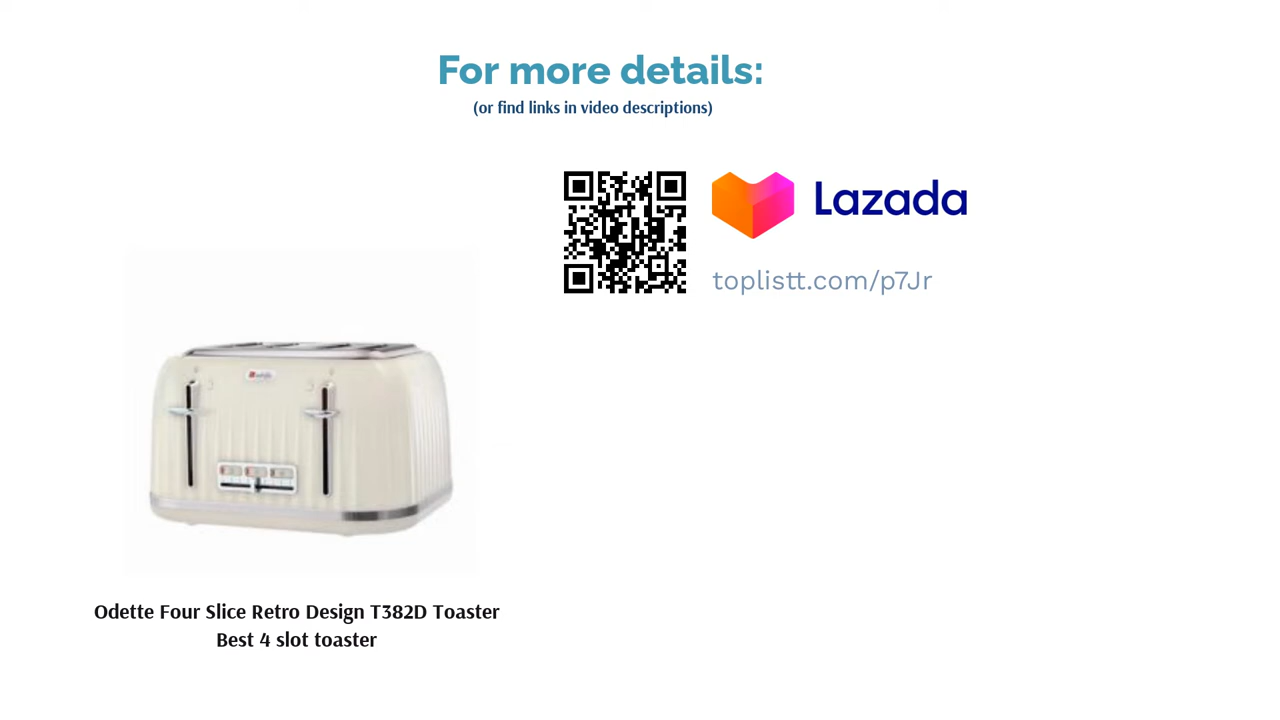 For more details:
(or find links in video descriptions)
Lazada
toplistt.com/p7Jr
Odette Four Slice Retro Design T382D Toaster
Best 4 slot toaster